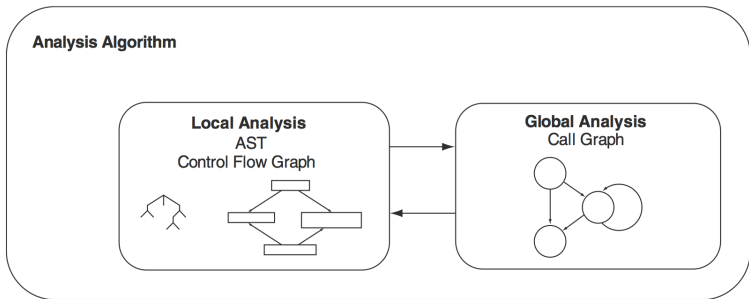 Analysis Algorithm
Local Analysis
AST
Control Flow Graph
Global Analysis
Call Graph